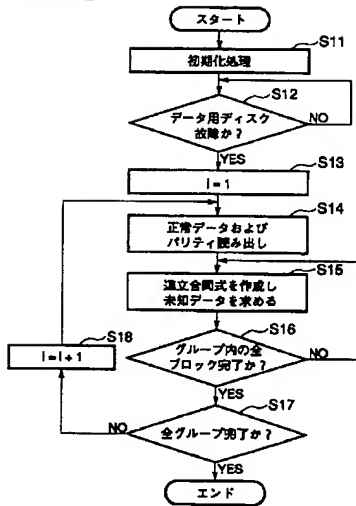 スタート
S11
初期化処理
S12
データ用ディスク
故障か?
NO
YES
S13
I=1
S14
正常データおよび
パリティ読み出し
S15
連立合同式を作成し
未知データを求める
S16
グループ内の全
ブロック完了か?
NO
YES
S18
I=I+1
S17
全グループ完了か?
NO
YES
エンド